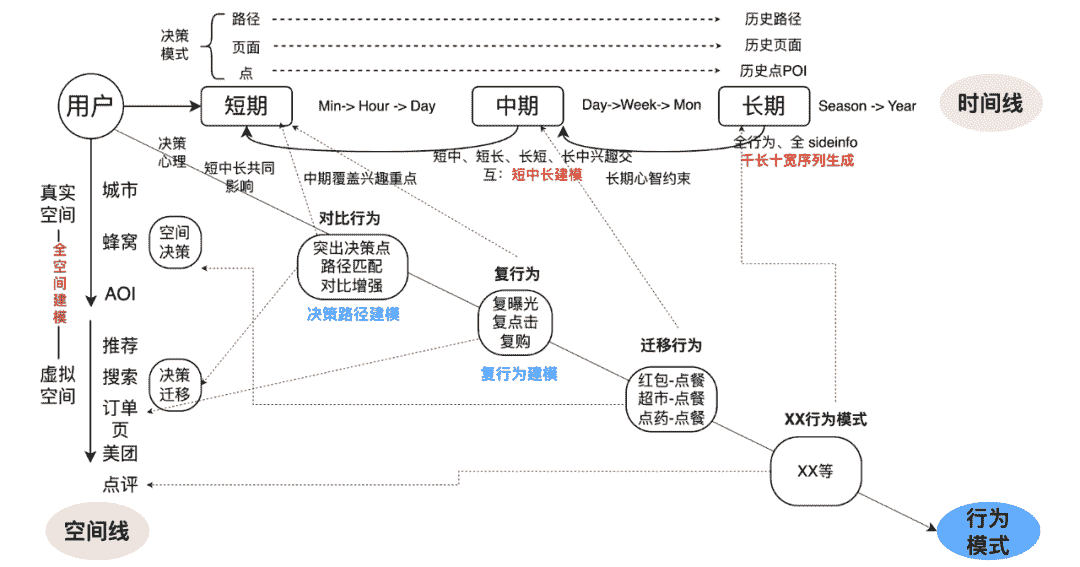 决策
模式
路径
历史路径
页面
历史页面
点
历史点POI
用户
短期
Min-> Hour -> Day
中期
Day->Week-> Mon
长期
Season -> Year
时间线
决策
心理
短中长共同
影响
中期覆盖兴趣重点
短中、短长、长短、长中兴趣交
互：短中长建模
长期心智约束
全行为、全 sideinfo
千长十宽序列生成
真实
空间
全空间建模
虚拟
空间
城市
蜂窝
AOI
推荐
搜索
订单
页
美团
点评
空间
决策
决策
迁移
对比行为
突出决策点
路径匹配
对比增强
决策路径建模
复行为
复曝光
复点击
复购
复行为建模
迁移行为
红包-点餐
超市-点餐
点药-点餐
XX行为模式
XX等
空间线
行为
模式